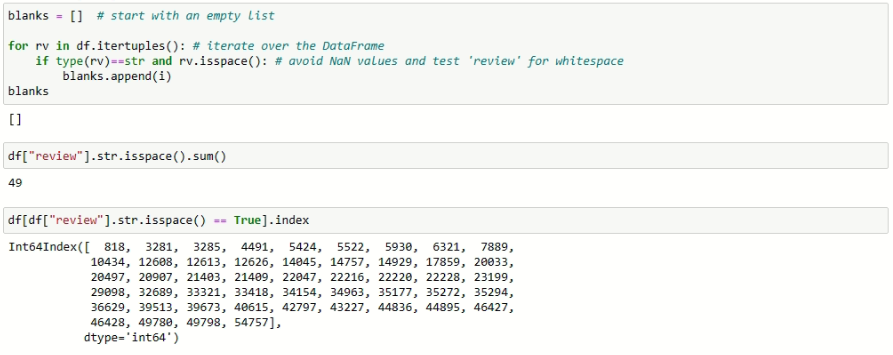 blanks = []  # start with an empty list
for rv in df.itertuples(): # iterate over the DataFrame
    if type(rv)==str and rv.isspace(): # avoid NaN values and test 'review' for whitespace
        blanks.append(i)
blanks
[]
df["review"].str.isspace().sum()
49
df[df["review"].str.isspace() == True].index
Int64Index([  818,  3281,  3285,  4491,  5424,  5522,  5930,  6321,  7889,
            10434, 12608, 12613, 12626, 14045, 14757, 14929, 17859, 20033,
            20497, 20907, 21403, 21409, 22047, 22216, 22220, 22228, 23199,
            29098, 32689, 33321, 33418, 34154, 34963, 35177, 35272, 35294,
            36629, 39513, 39673, 40615, 42797, 43227, 44836, 44895, 46427,
            46428, 49780, 49798, 54757],
           dtype='int64')